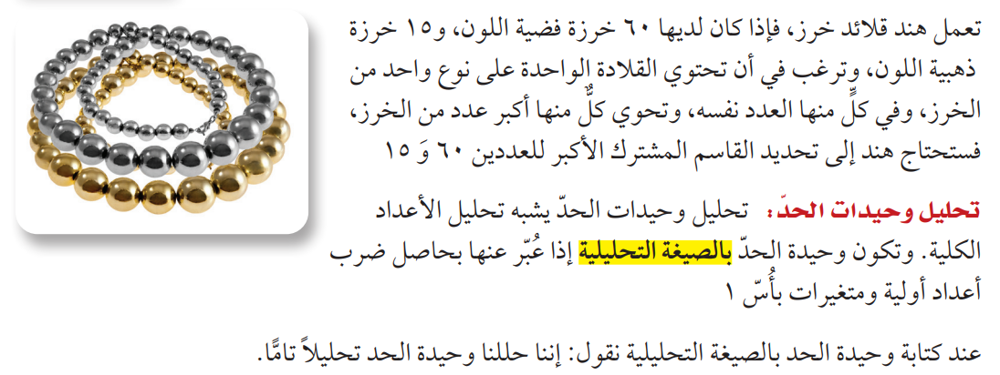 تعمل هند قلائد خرز، فإذا كان لديها ٦٠ خرزة فضية اللون، و١٥ خرزة
ذهبية اللون، وترغب في أن تحتوي القلادة الواحدة على نوع واحد من
الخرز، وفي كلٍّ منها العدد نفسه، وتحوي كلٌّ منها أكبر عدد من الخرز،
فستحتاج هند إلى تحديد القاسم المشترك الأكبر للعددين ٦٠ وَ ١٥
تحليل وحيدات الحدّ: تحليل وحيدات الحدّ يشبه تحليل الأعداد
الكلية. وتكون وحيدة الحدّ بالصيغة التحليلية إذا عُبّر عنها بحاصل ضرب
أعداد أولية ومتغيرات بأُسّ ١
عند كتابة وحيدة الحد بالصيغة التحليلية نقول: إننا حللنا وحيدة الحد تحليلاً تامًّا.